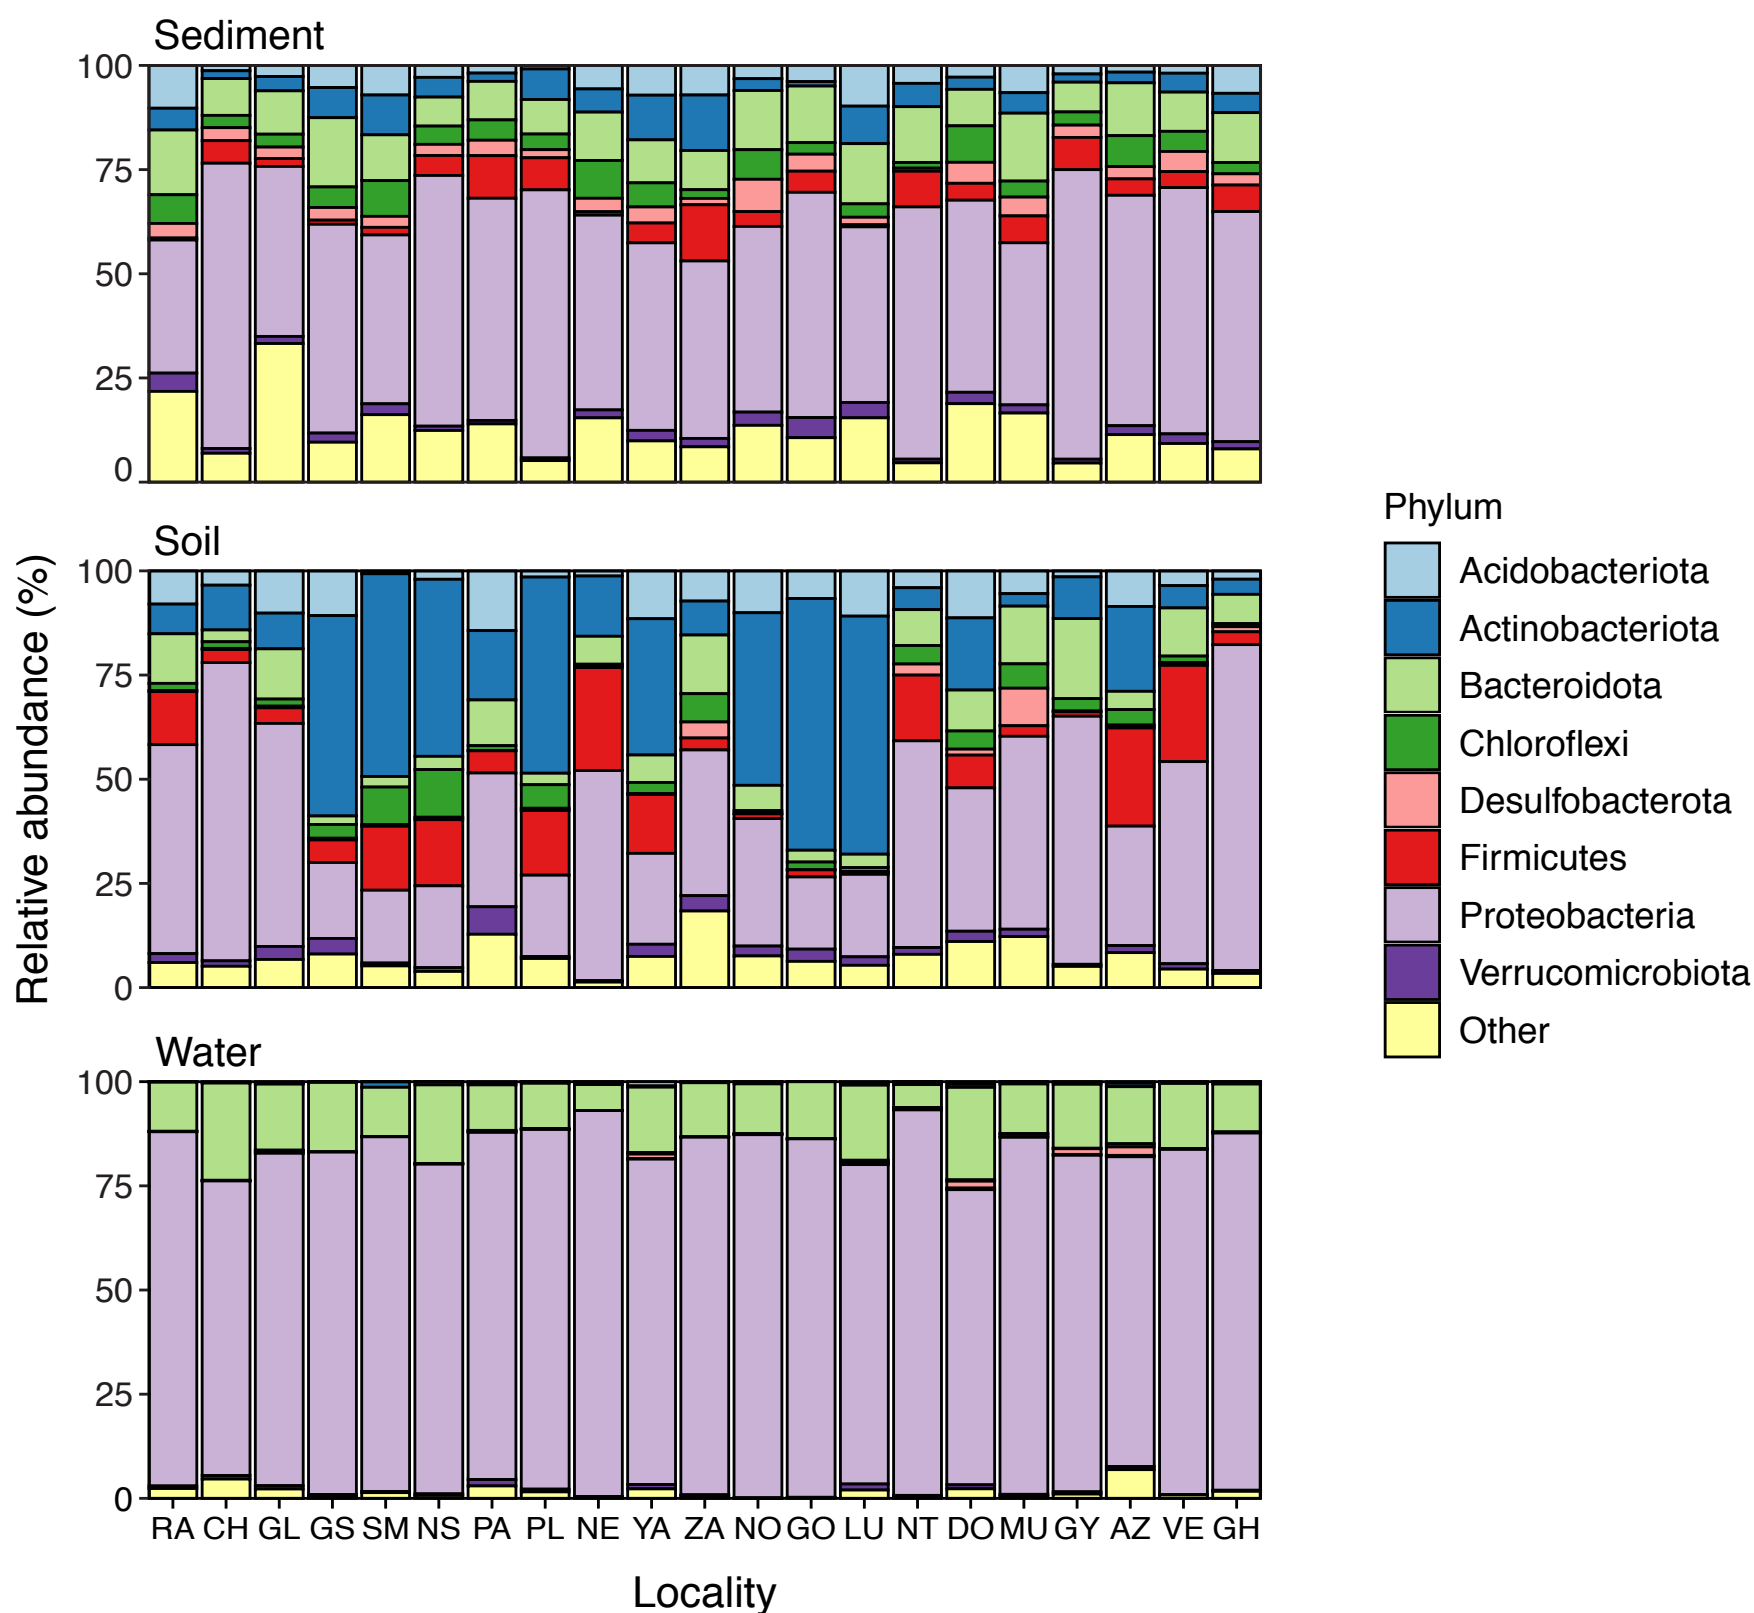 Sediment
100
75
50
25
0
Soil
100
75
50
25
0
Water
100
75
50
25
0
Relative abundance (%)
RA CH GL GS SM NS PA PL NE YA ZA NO GO LU NT DO MU GY AZ VE GH
Locality
Phylum
Acidobacteriota
Actinobacteriota
Bacteroidota
Chloroflexi
Desulfobacterota
Firmicutes
Proteobacteria
Verrucomicrobiota
Other